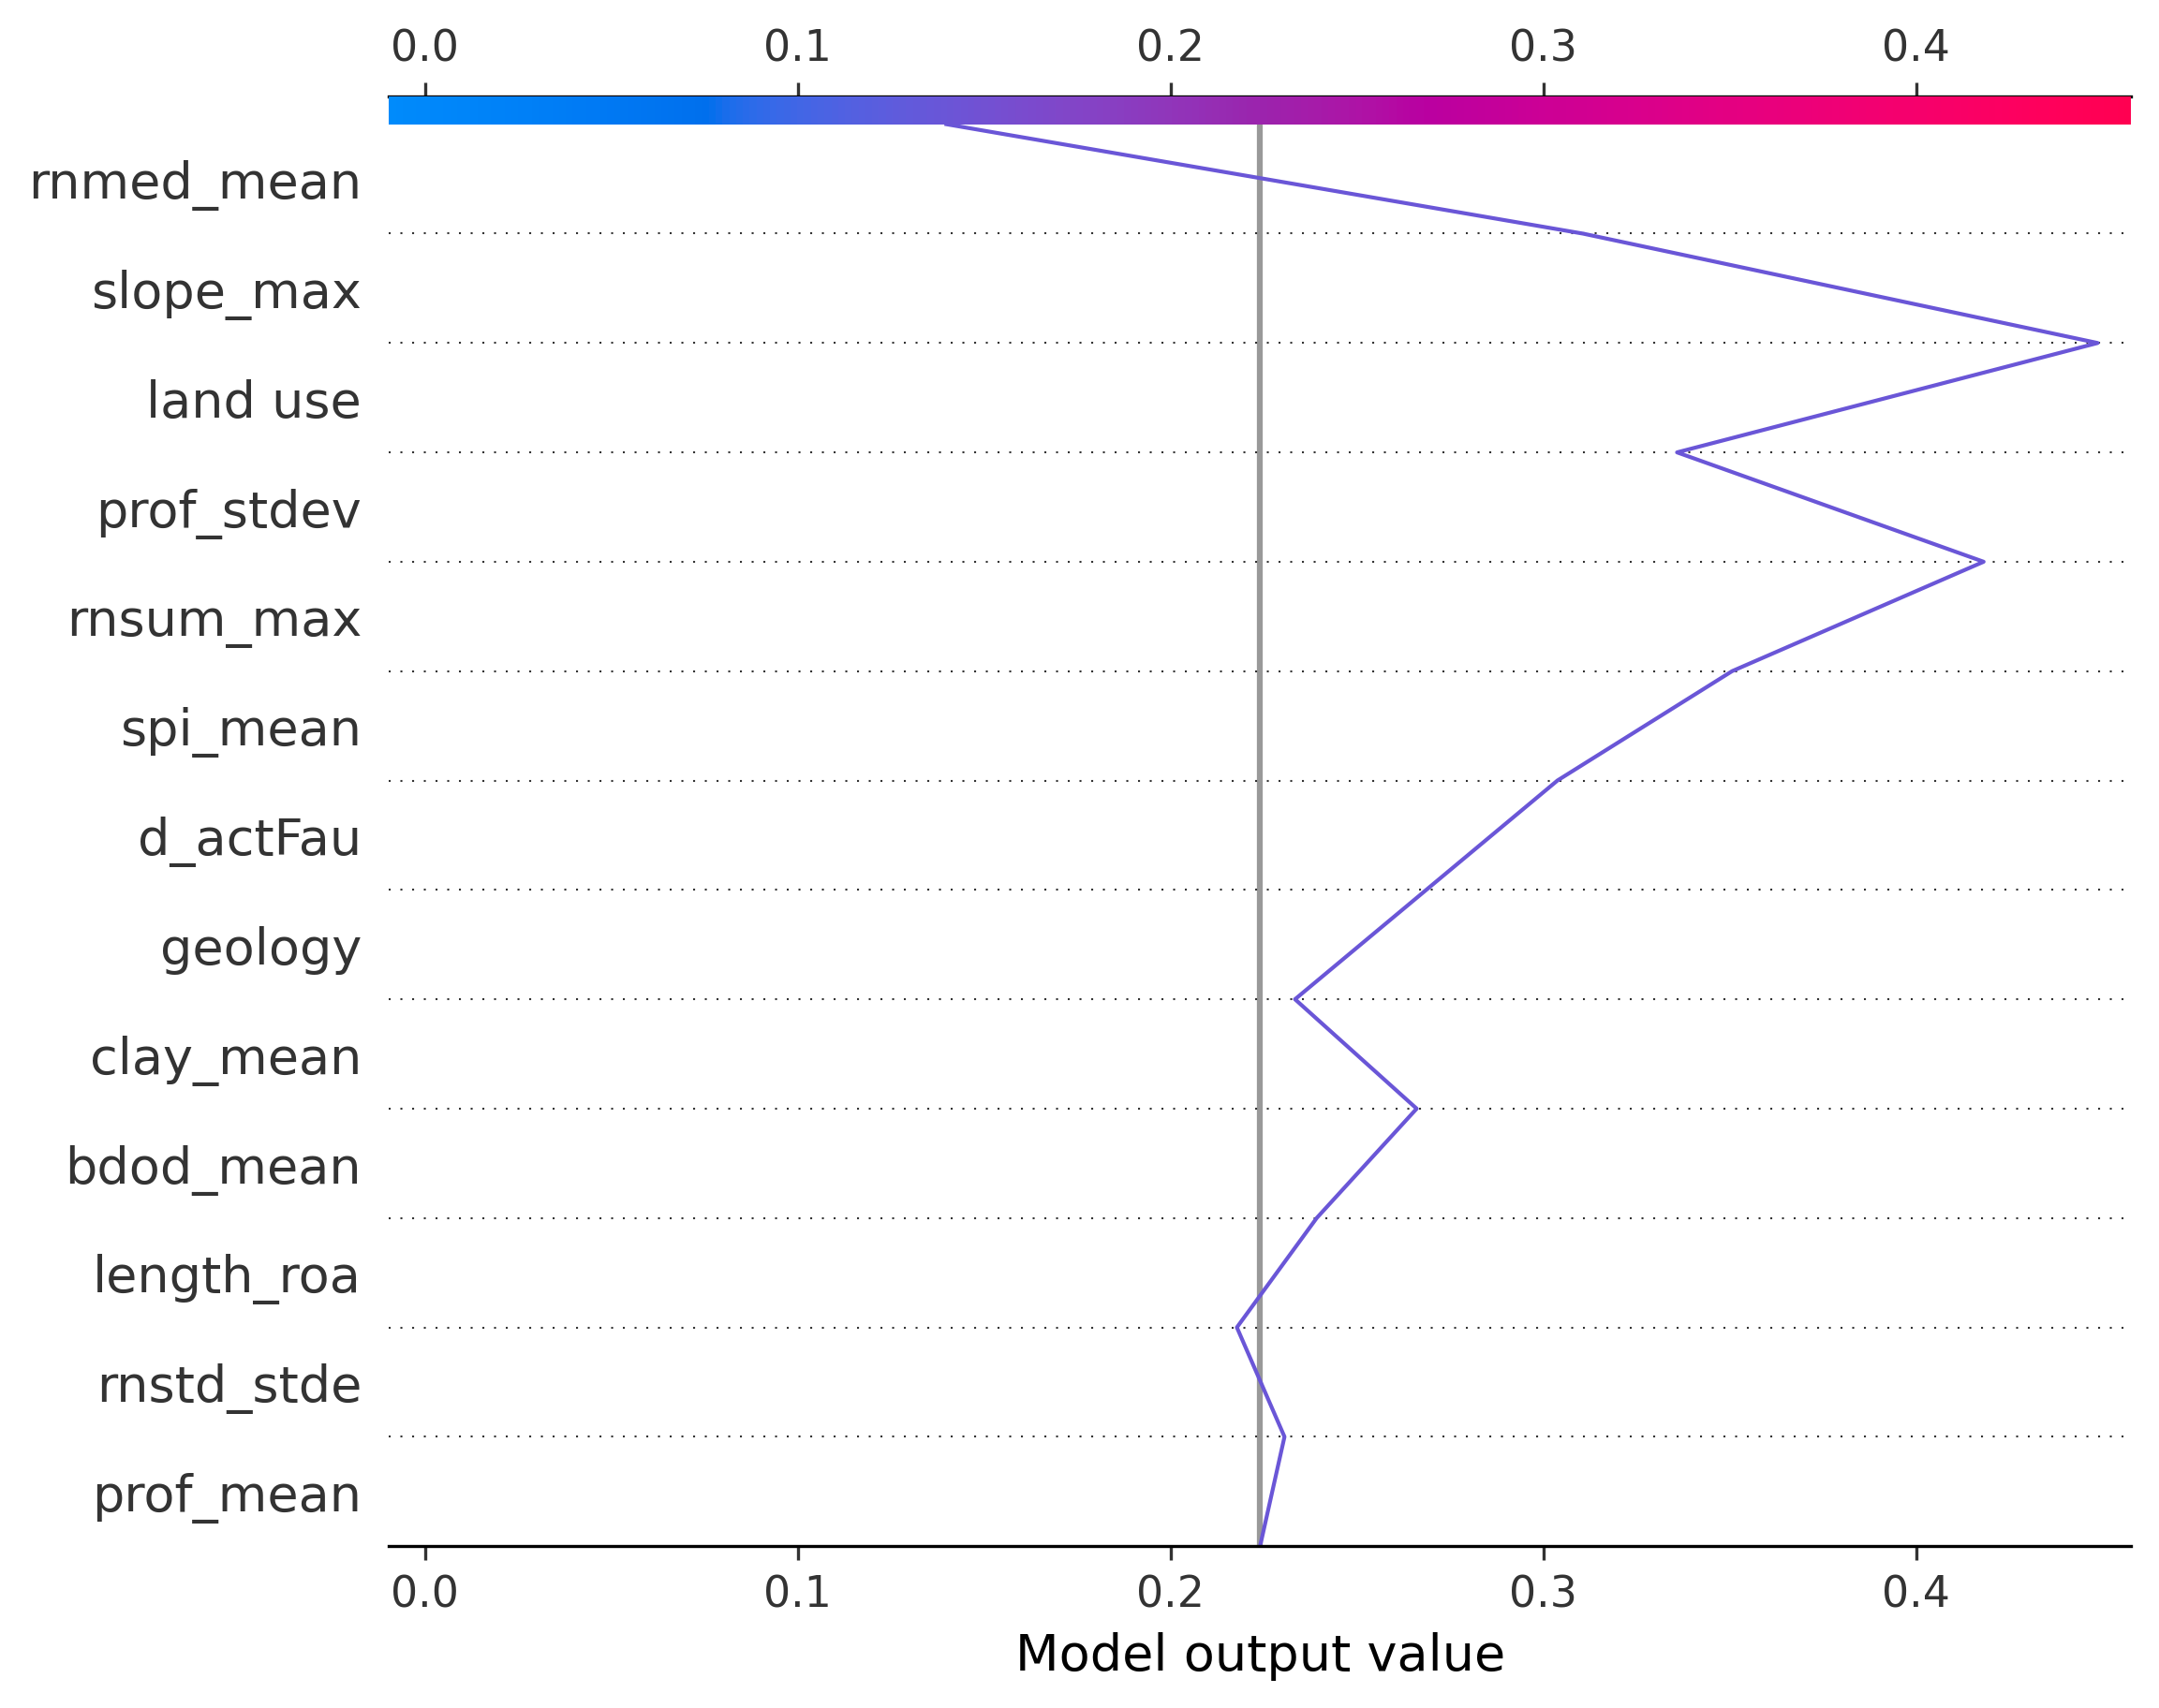 0.0 0.1 0.2 0.3 0.4
rnmed_mean
slope_max
land use
prof_stdev
rnsum_max
spi_mean
d_actFau
geology
clay_mean
bdod_mean
length_roa
rnstd_stde
prof_mean
0.0 0.1 0.2 0.3 0.4
Model output value